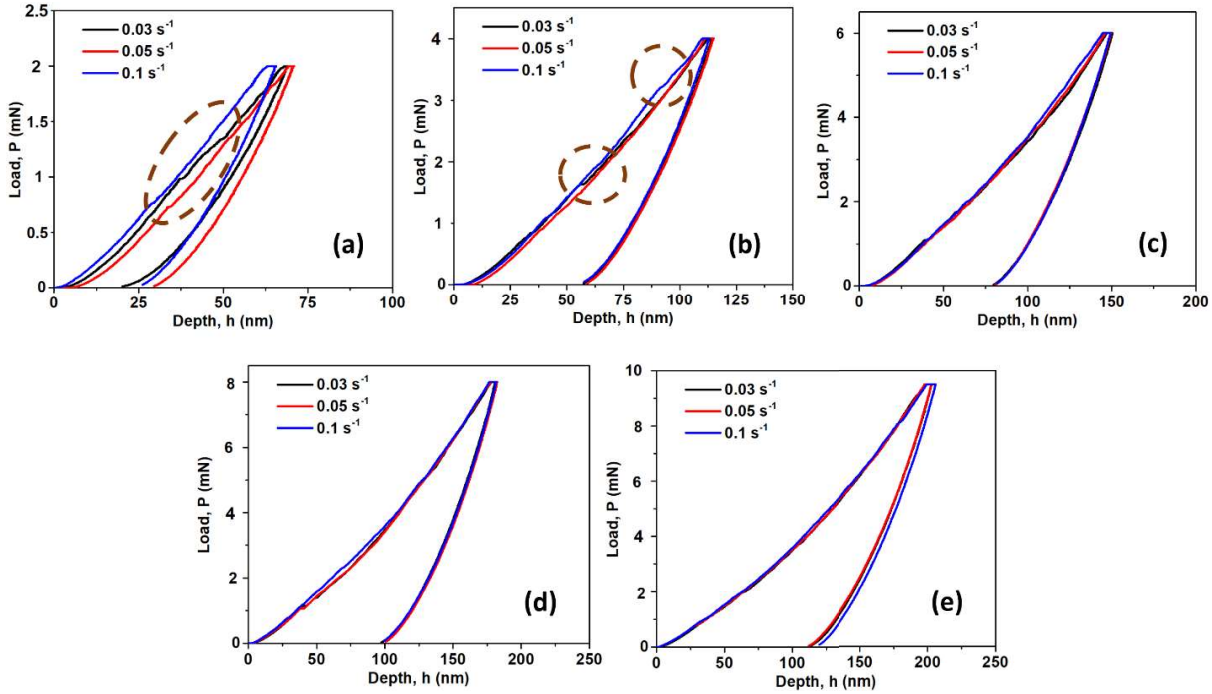 2.5
2
1.5
1
0.5
0
0 25 50 75 100
Load, P (mN)
Depth, h (nm)
0.03 s⁻¹
0.05 s⁻¹
0.1 s⁻¹
(a)
4
3
2
1
0
0 25 50 75 100 125 150
Load, P (mN)
Depth, h (nm)
0.03 s⁻¹
0.05 s⁻¹
0.1 s⁻¹
(b)
6
4
2
0
0 50 100 150 200
Load, P (mN)
Depth, h (nm)
0.03 s⁻¹
0.05 s⁻¹
0.1 s⁻¹
(c)
8
6
4
2
0
0 50 100 150 200 250
Load, P (mN)
Depth, h (nm)
0.03 s⁻¹
0.05 s⁻¹
0.1 s⁻¹
(d)
10
8
6
4
2
0
0 50 100 150 200 250
Load, P (mN)
Depth, h (nm)
0.03 s⁻¹
0.05 s⁻¹
0.1 s⁻¹
(e)